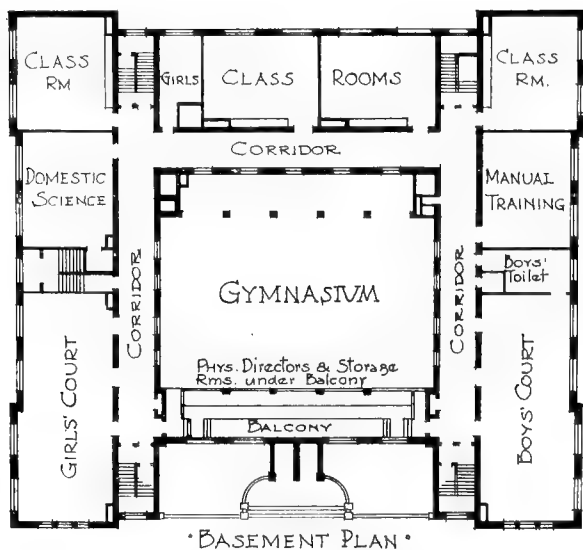 CLASS
RM
GIRLS
CLASS
ROOMS
CLASS
RM.
CORRIDOR
DOMESTIC
SCIENCE
MANUAL
TRAINING
BOYS'
TOILET
CORRIDOR
GYMNASIUM
CORRIDOR
PHYS. DIRECTORS & STORAGE
RMS. UNDER BALCONY
GIRLS' COURT
BOYS' COURT
BALCONY
·BASEMENT PLAN·